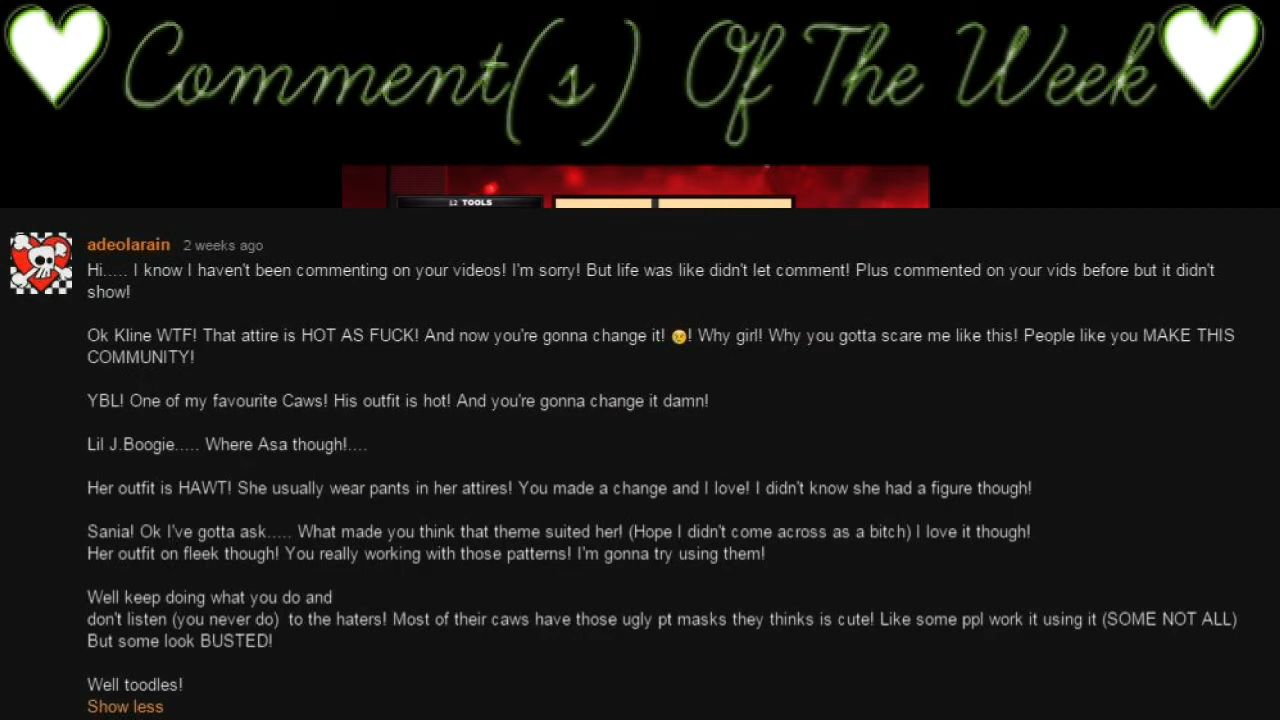 Comment(s) Of The Week
12 TOOLS
adeolarain 2 weeks ago
Hi..... I know I haven't been commenting on your videos! I'm sorry! But life was like didn't let comment! Plus commented on your vids before but it didn't
show!
Ok Kline WTF! That attire is HOT AS FUCK! And now you're gonna change it! 😢! Why girl! Why you gotta scare me like this! People like you MAKE THIS
COMMUNITY!
YBL! One of my favourite Caws! His outfit is hot! And you're gonna change it damn!
Lil J.Boogie..... Where Asa though!....
Her outfit is HAWT! She usually wear pants in her attires! You made a change and I love! I didn't know she had a figure though!
Sania! Ok I've gotta ask..... What made you think that theme suited her! (Hope I didn't come across as a bitch) I love it though!
Her outfit on fleek though! You really working with those patterns! I'm gonna try using them!
Well keep doing what you do and
don't listen (you never do)  to the haters! Most of their caws have those ugly pt masks they thinks is cute! Like some ppl work it using it (SOME NOT ALL)
But some look BUSTED!
Well toodles!
Show less